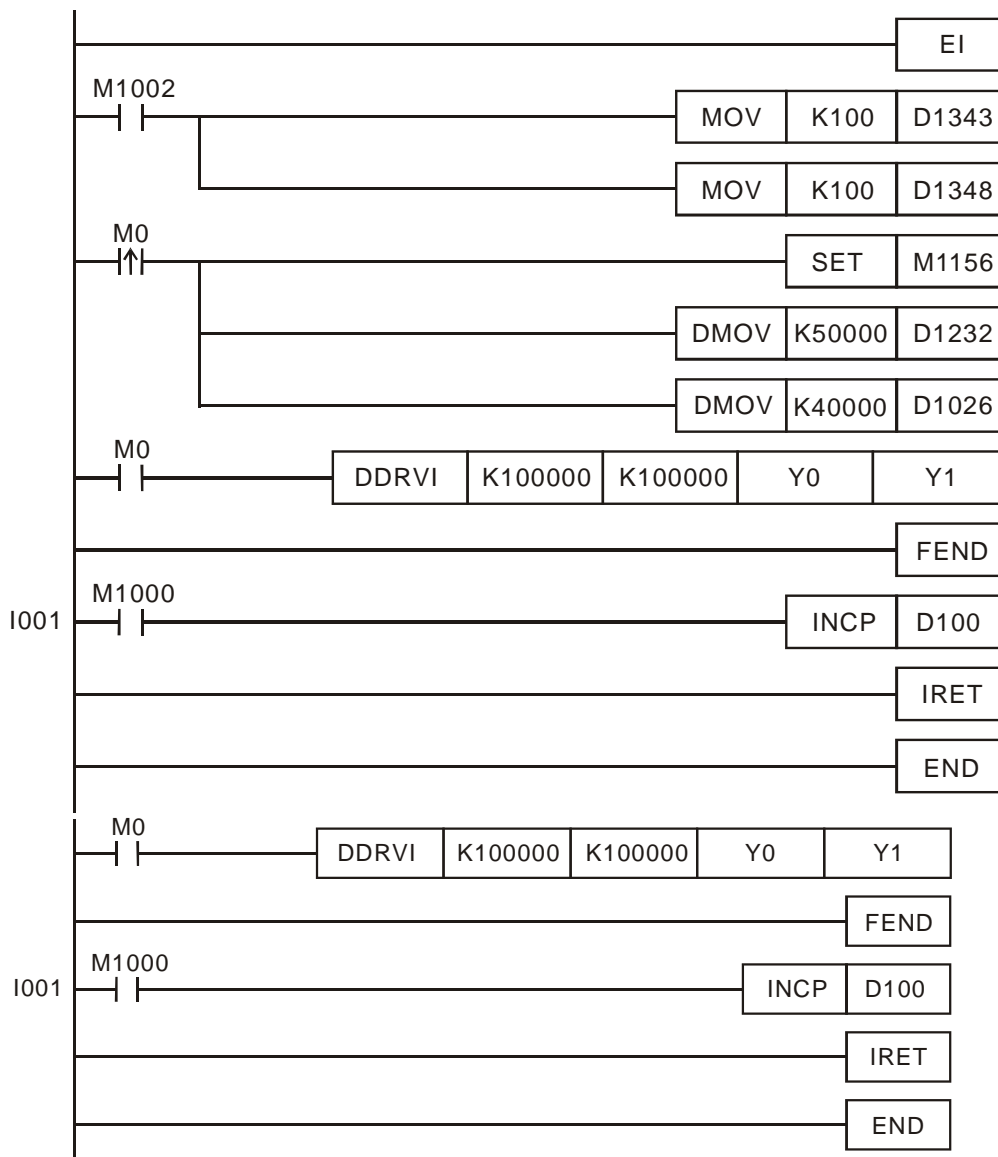 EI
M1002
MOV K100 D1343
MOV K100 D1348
M0
SET M1156
DMOV K50000 D1232
DMOV K40000 D1026
M0
DDRVI K100000 K100000 Y0 Y1
FEND
M1000
I001 INCP D100
IRET
END
M0
DDRVI K100000 K100000 Y0 Y1
FEND
M1000
I001 INCP D100
IRET
END